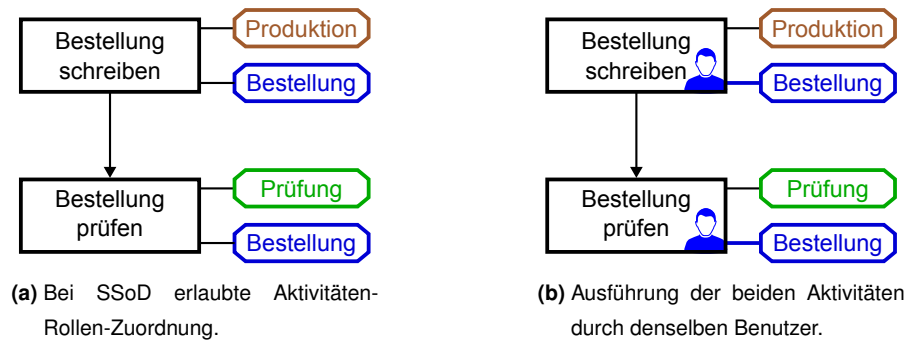 Bestellung
schreiben
Produktion
Bestellung
Bestellung
prüfen
Prüfung
Bestellung
(a) Bei SSoD erlaubte Aktivitäten-
Rollen-Zuordnung.
Bestellung
schreiben
Produktion
Bestellung
Bestellung
prüfen
Prüfung
Bestellung
(b) Ausführung der beiden Aktivitäten
durch denselben Benutzer.